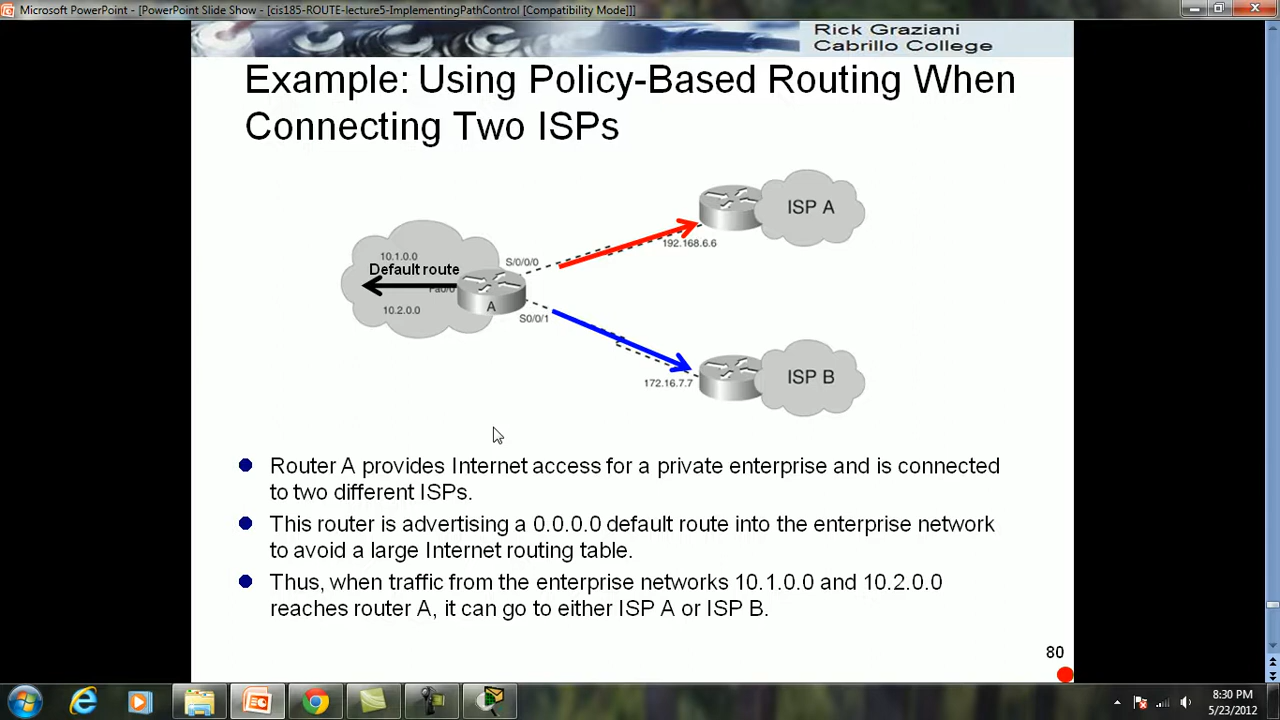 Microsoft PowerPoint - [PowerPoint Slide Show - [cis185-ROUTE-lecture5-ImplementingPathControl [Compatibility Mode]]]
Rick Graziani
Cabrillo College
Example: Using Policy-Based Routing When
Connecting Two ISPs
ISP A
192.168.6.6
10.1.0.0
S/0/0/0
Default route
Fa0/0
A
10.2.0.0
S0/0/1
ISP B
172.16.7.7
Router A provides Internet access for a private enterprise and is connected
to two different ISPs.
This router is advertising a 0.0.0.0 default route into the enterprise network
to avoid a large Internet routing table.
Thus, when traffic from the enterprise networks 10.1.0.0 and 10.2.0.0
reaches router A, it can go to either ISP A or ISP B.
80
8:30 PM
5/23/2012